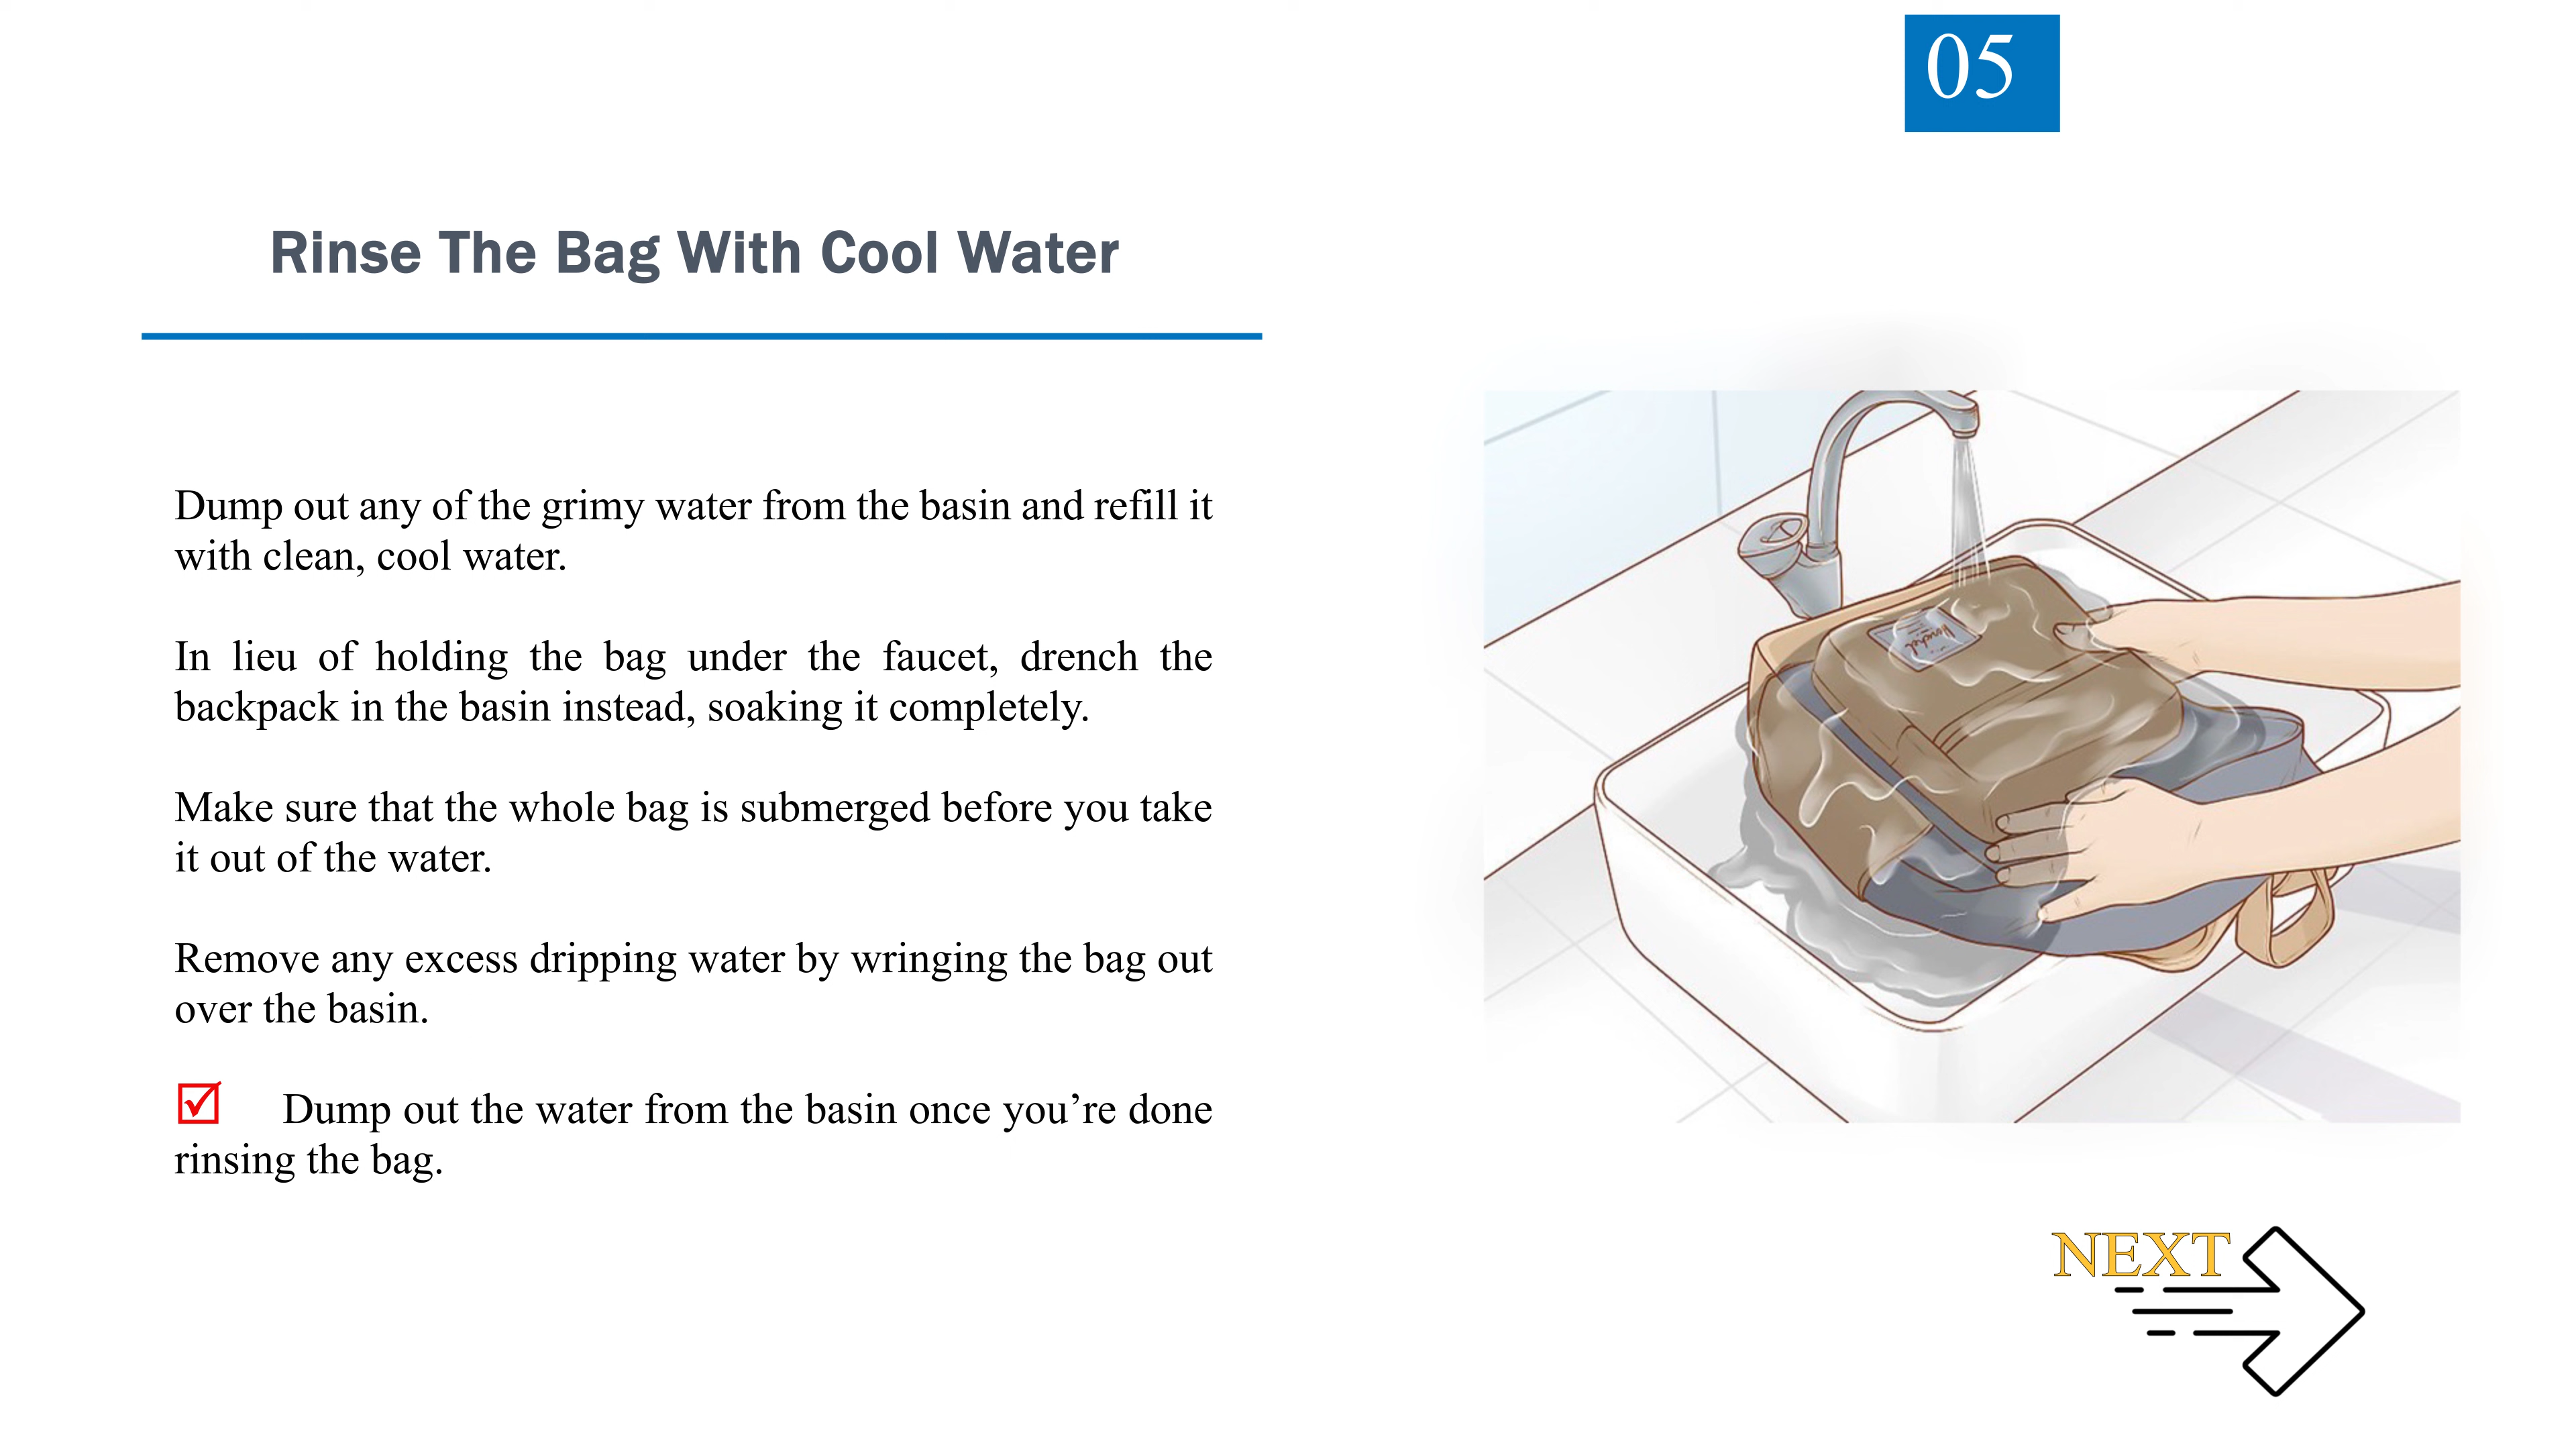 05
Rinse The Bag With Cool Water
Dump out any of the grimy water from the basin and refill it
with clean, cool water.
In lieu of holding the bag under the faucet, drench the
backpack in the basin instead, soaking it completely.
Make sure that the whole bag is submerged before you take
it out of the water.
Remove any excess dripping water by wringing the bag out
over the basin.
Dump out the water from the basin once you’re done
rinsing the bag.
NEXT